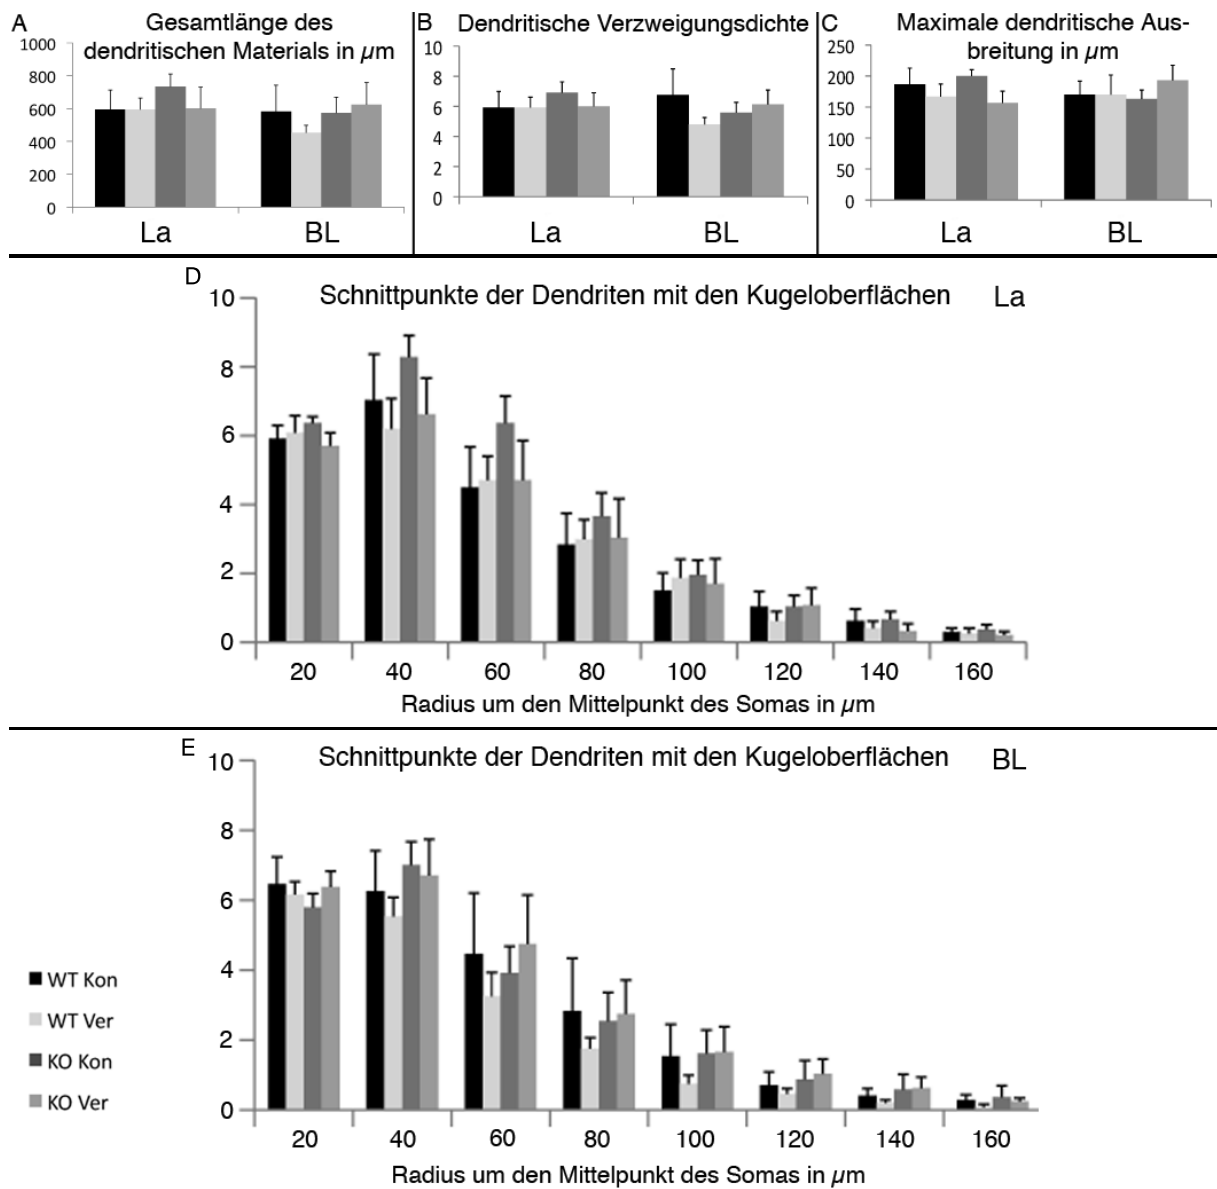 A
Gesamtlänge des
dendritischen Materials in µm
1000
800
600
400
200
0
La
BL
B
Dendritische Verzweigungsdichte
10
8
6
4
2
0
La
BL
C
Maximale dendritische Aus-
breitung in µm
250
200
150
100
50
0
La
BL
D
Schnittpunkte der Dendriten mit den Kugeloberflächen
La
10
8
6
4
2
0
20 40 60 80 100 120 140 160
Radius um den Mittelpunkt des Somas in µm
E
Schnittpunkte der Dendriten mit den Kugeloberflächen
BL
10
8
6
4
2
0
20 40 60 80 100 120 140 160
Radius um den Mittelpunkt des Somas in µm
WT Kon
WT Ver
KO Kon
KO Ver